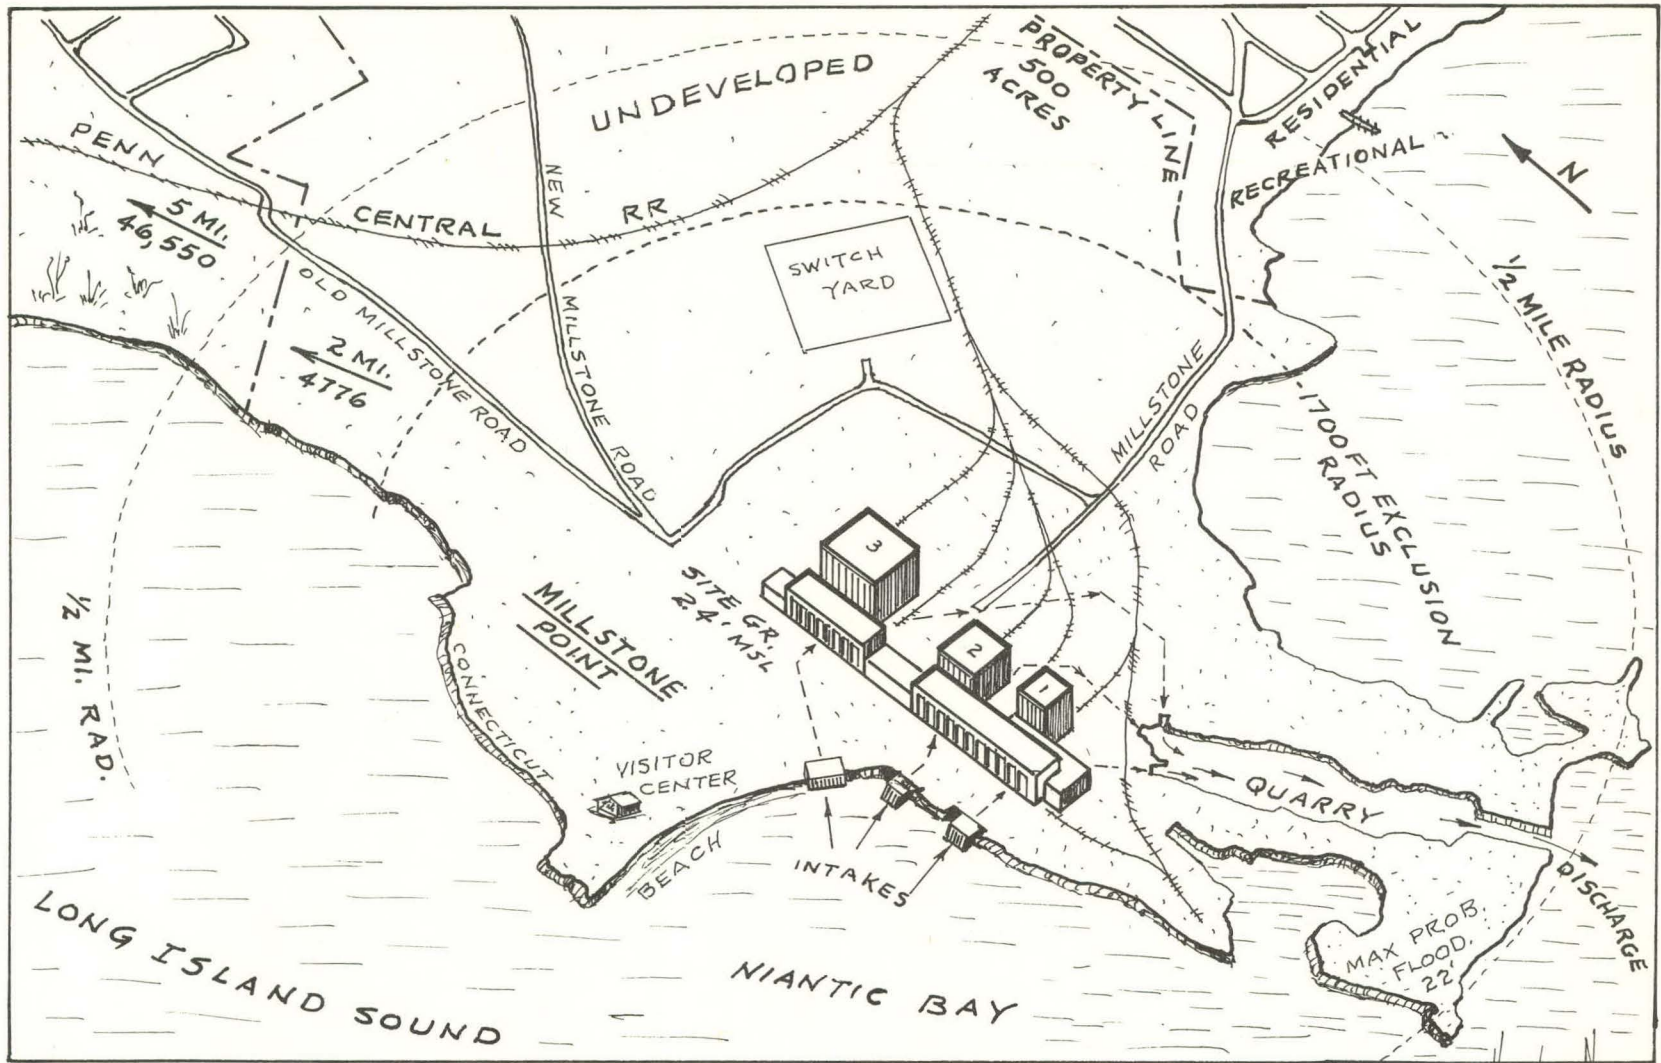 UNDEVELOPED
PROPERTY LINE
500
ACRES
RESIDENTIAL
RECREATIONAL
N
PENN CENTRAL RR
5 MI.
46,550
NEW MILLSTONE ROAD
SWITCH
YARD
OLD MILLSTONE ROAD
2 MI.
4776
1/2 MILE RADIUS
MILLSTONE
ROAD
1700 FT EXCLUSION
RADIUS
3
2
1
SITE GR.
24' MSL
MILLSTONE
POINT
1/2 MI. RAD.
CONNECTICUT
VISITOR
CENTER
BEACH
INTAKES
QUARRY
DISCHARGE
MAX PROB.
FLOOD
22'
LONG ISLAND SOUND
NIANTIC BAY